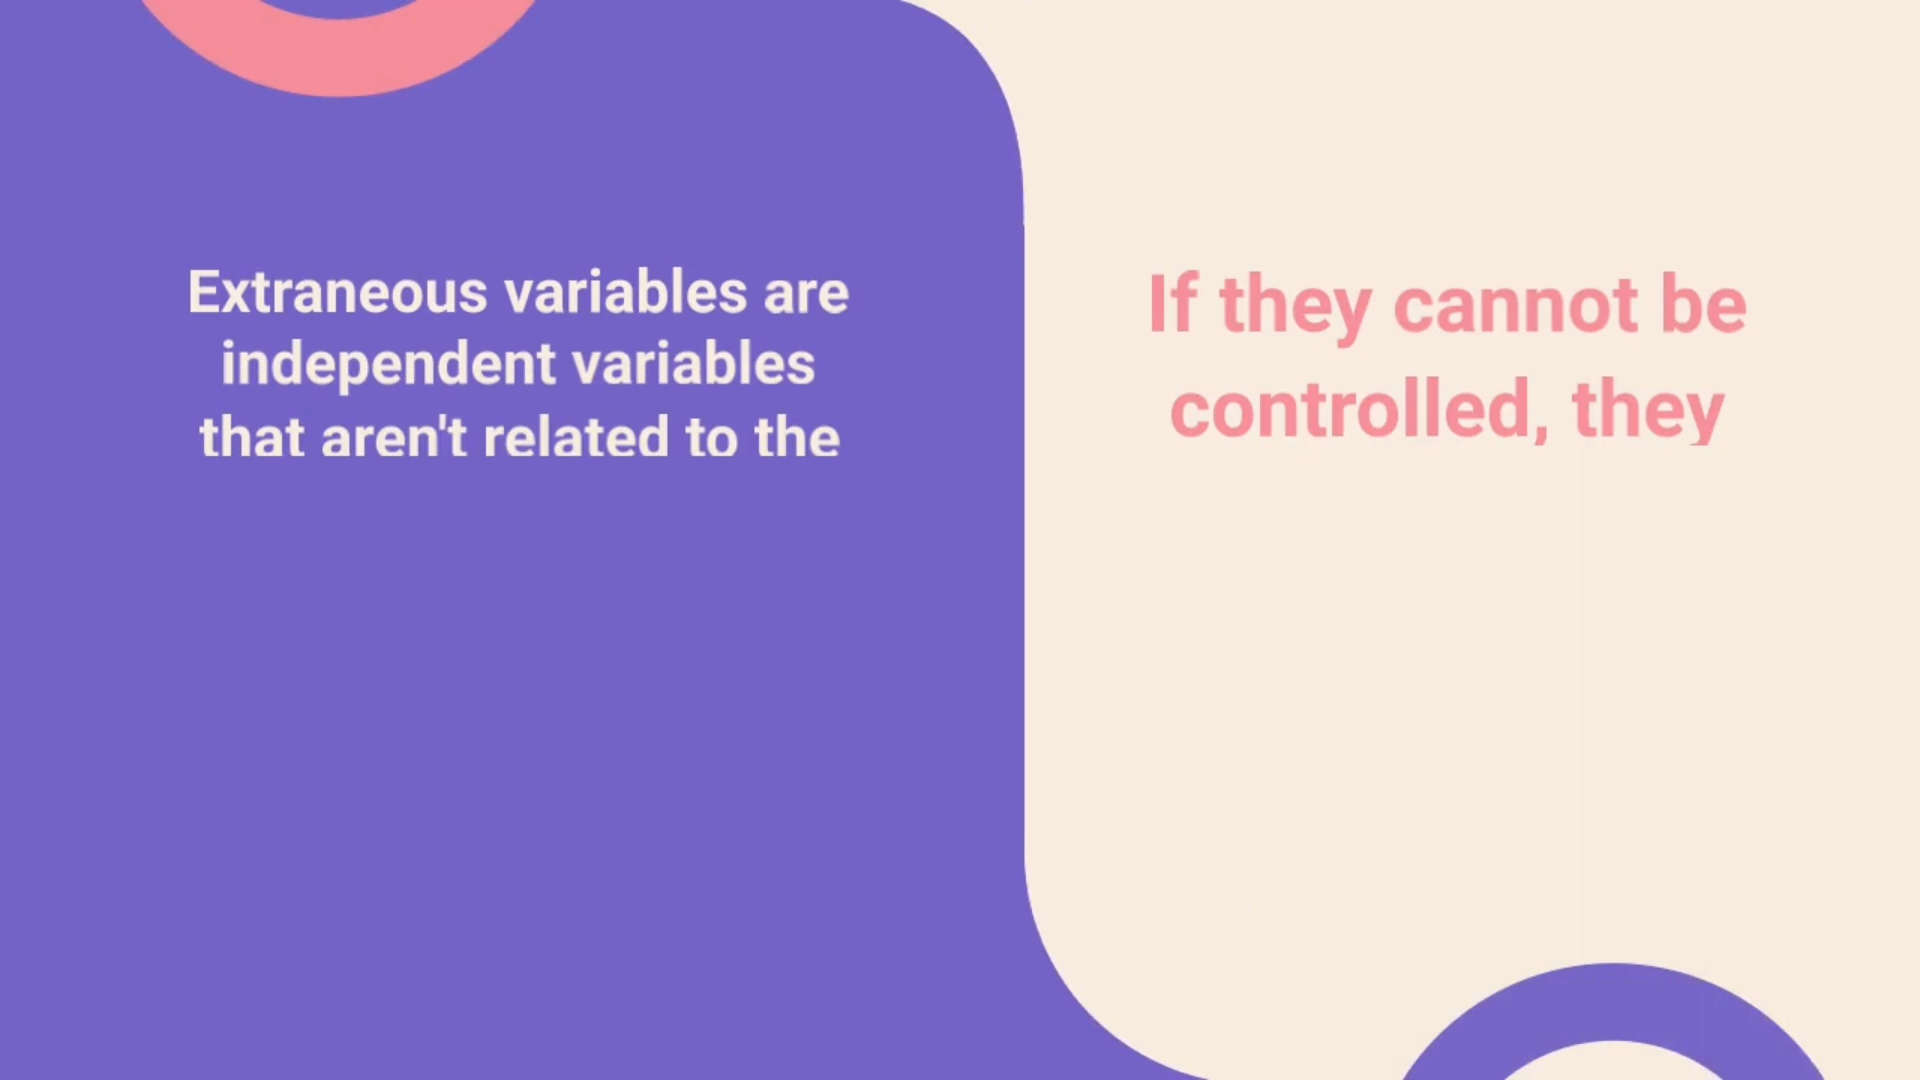 Extraneous variables are
independent variables
that aren't related to the
If they cannot be
controlled, they